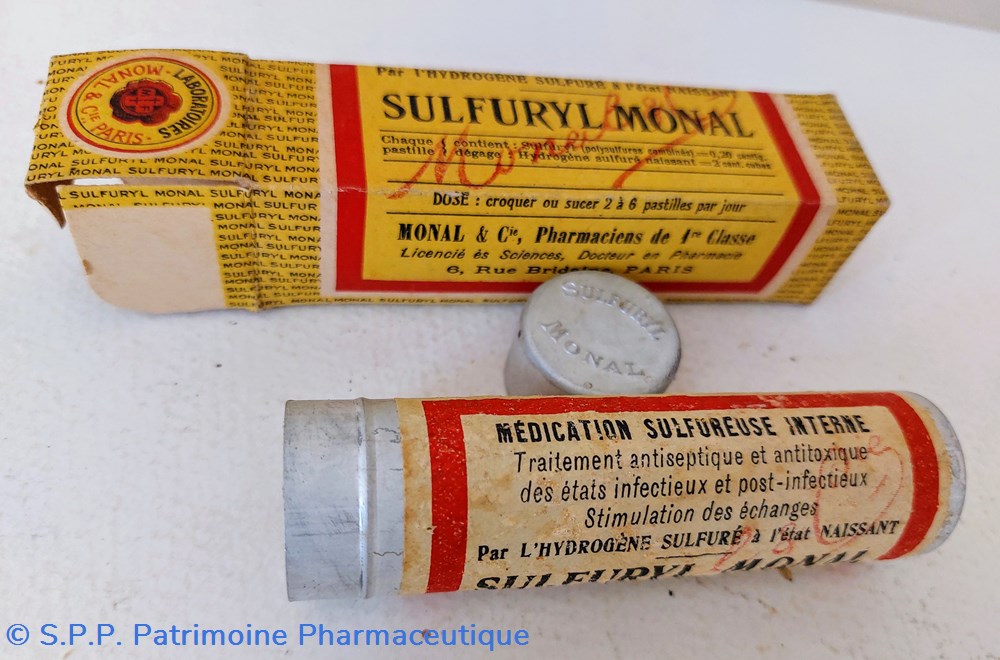 LABORATOIRES
MONAL & Cie PARIS
SULFURYL MONAL
Par l'HYDROGÈNE SULFURÉ à l'état NAISSANT
SULFURYL MONAL
Chaque contient : Sulfu
pastille dégage : Hydrogène sulfuré naissant
DOSE : croquer ou sucer 2 à 6 pastilles par jour
MONAL & Cie, Pharmaciens de 1re Classe
Licencié ès Sciences, Docteur en Pharmacie
6, Rue Bridaine, PARIS
SULFURYL
MONAL
MÉDICATION SULFUREUSE INTERNE
Traitement antiseptique et antitoxique
des états infectieux et post-infectieux
Stimulation des échanges
Par L'HYDROGÈNE SULFURÉ à l'état NAISSANT
SULFURYL MONAL
© S.P.P. Patrimoine Pharmaceutique